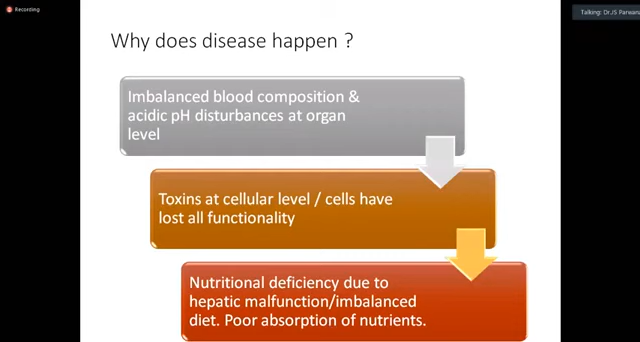 Recording
Talking: Dr.JS
Why does disease happen ?
Imbalanced blood composition &
acidic pH disturbances at organ
level
Toxins at cellular level / cells have
lost all functionality
Nutritional deficiency due to
hepatic malfunction/imbalanced
diet. Poor absorption of nutrients.